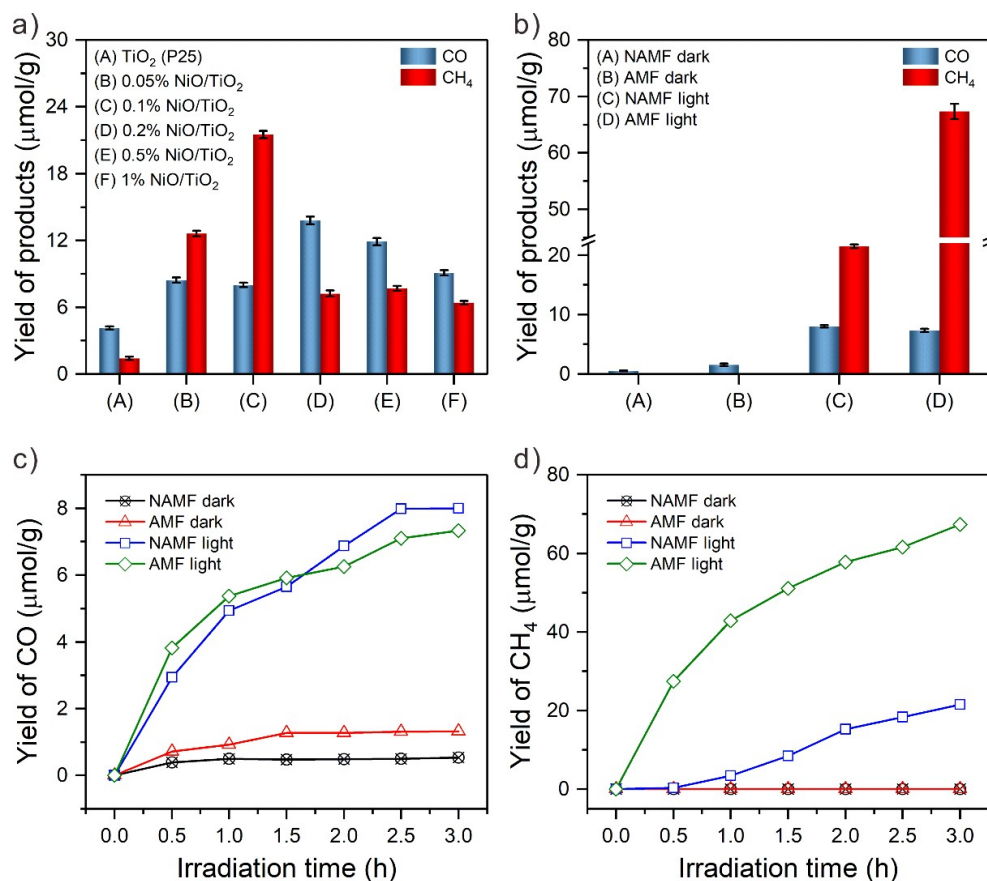 a)
Yield of products (μmol/g)
30
24
18
12
6
0
(A) TiO₂ (P25)
(B) 0.05% NiO/TiO₂
(C) 0.1% NiO/TiO₂
(D) 0.2% NiO/TiO₂
(E) 0.5% NiO/TiO₂
(F) 1% NiO/TiO₂
CO
CH₄
(A) (B) (C) (D) (E) (F)
b)
Yield of products (μmol/g)
80
70
60
50
20
10
0
(A) NAMF dark
(B) AMF dark
(C) NAMF light
(D) AMF light
CO
CH₄
(A) (B) (C) (D)
c)
Yield of CO (μmol/g)
8
6
4
2
0
NAMF dark
AMF dark
NAMF light
AMF light
0.0 0.5 1.0 1.5 2.0 2.5 3.0
Irradiation time (h)
d)
Yield of CH₄ (μmol/g)
80
60
40
20
0
NAMF dark
AMF dark
NAMF light
AMF light
0.0 0.5 1.0 1.5 2.0 2.5 3.0
Irradiation time (h)